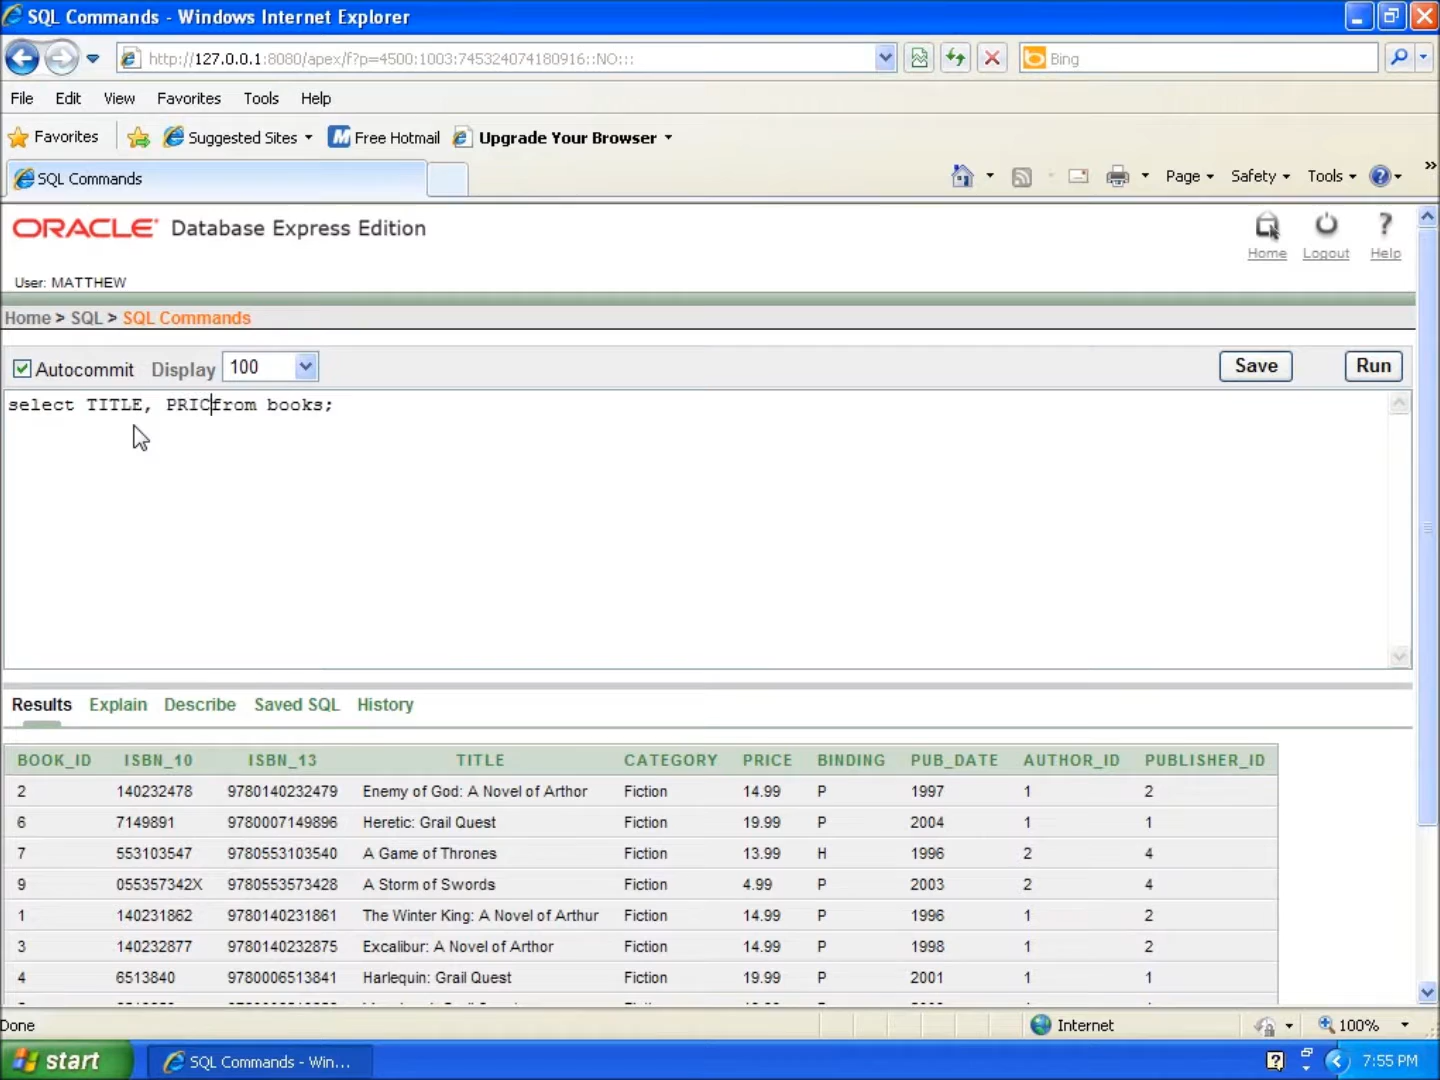 SQL Commands - Windows Internet Explorer
http://127.0.0.1:8080/apex/f?p=4500:1003:745324074180916::NO:::
Bing
File Edit View Favorites Tools Help
Favorites Suggested Sites Free Hotmail Upgrade Your Browser
SQL Commands Page Safety Tools
ORACLE Database Express Edition
Home Logout Help
User: MATTHEW
Home > SQL > SQL Commands
Autocommit Display 100 Save Run
select TITLE, PRICfrom books;
Results Explain Describe Saved SQL History
BOOK_ID ISBN_10 ISBN_13 TITLE CATEGORY PRICE BINDING PUB_DATE AUTHOR_ID PUBLISHER_ID
2 140232478 9780140232479 Enemy of God: A Novel of Arthor Fiction 14.99 P 1997 1 2
6 7149891 9780007149896 Heretic: Grail Quest Fiction 19.99 P 2004 1 1
7 553103547 9780553103540 A Game of Thrones Fiction 13.99 H 1996 2 4
9 055357342X 9780553573428 A Storm of Swords Fiction 4.99 P 2003 2 4
1 140231862 9780140231861 The Winter King: A Novel of Arthur Fiction 14.99 P 1996 1 2
3 140232877 9780140232875 Excalibur: A Novel of Arthor Fiction 14.99 P 1998 1 2
4 6513840 9780006513841 Harlequin: Grail Quest Fiction 19.99 P 2001 1 1
Done Internet 100%
start SQL Commands - Win... 7:55 PM